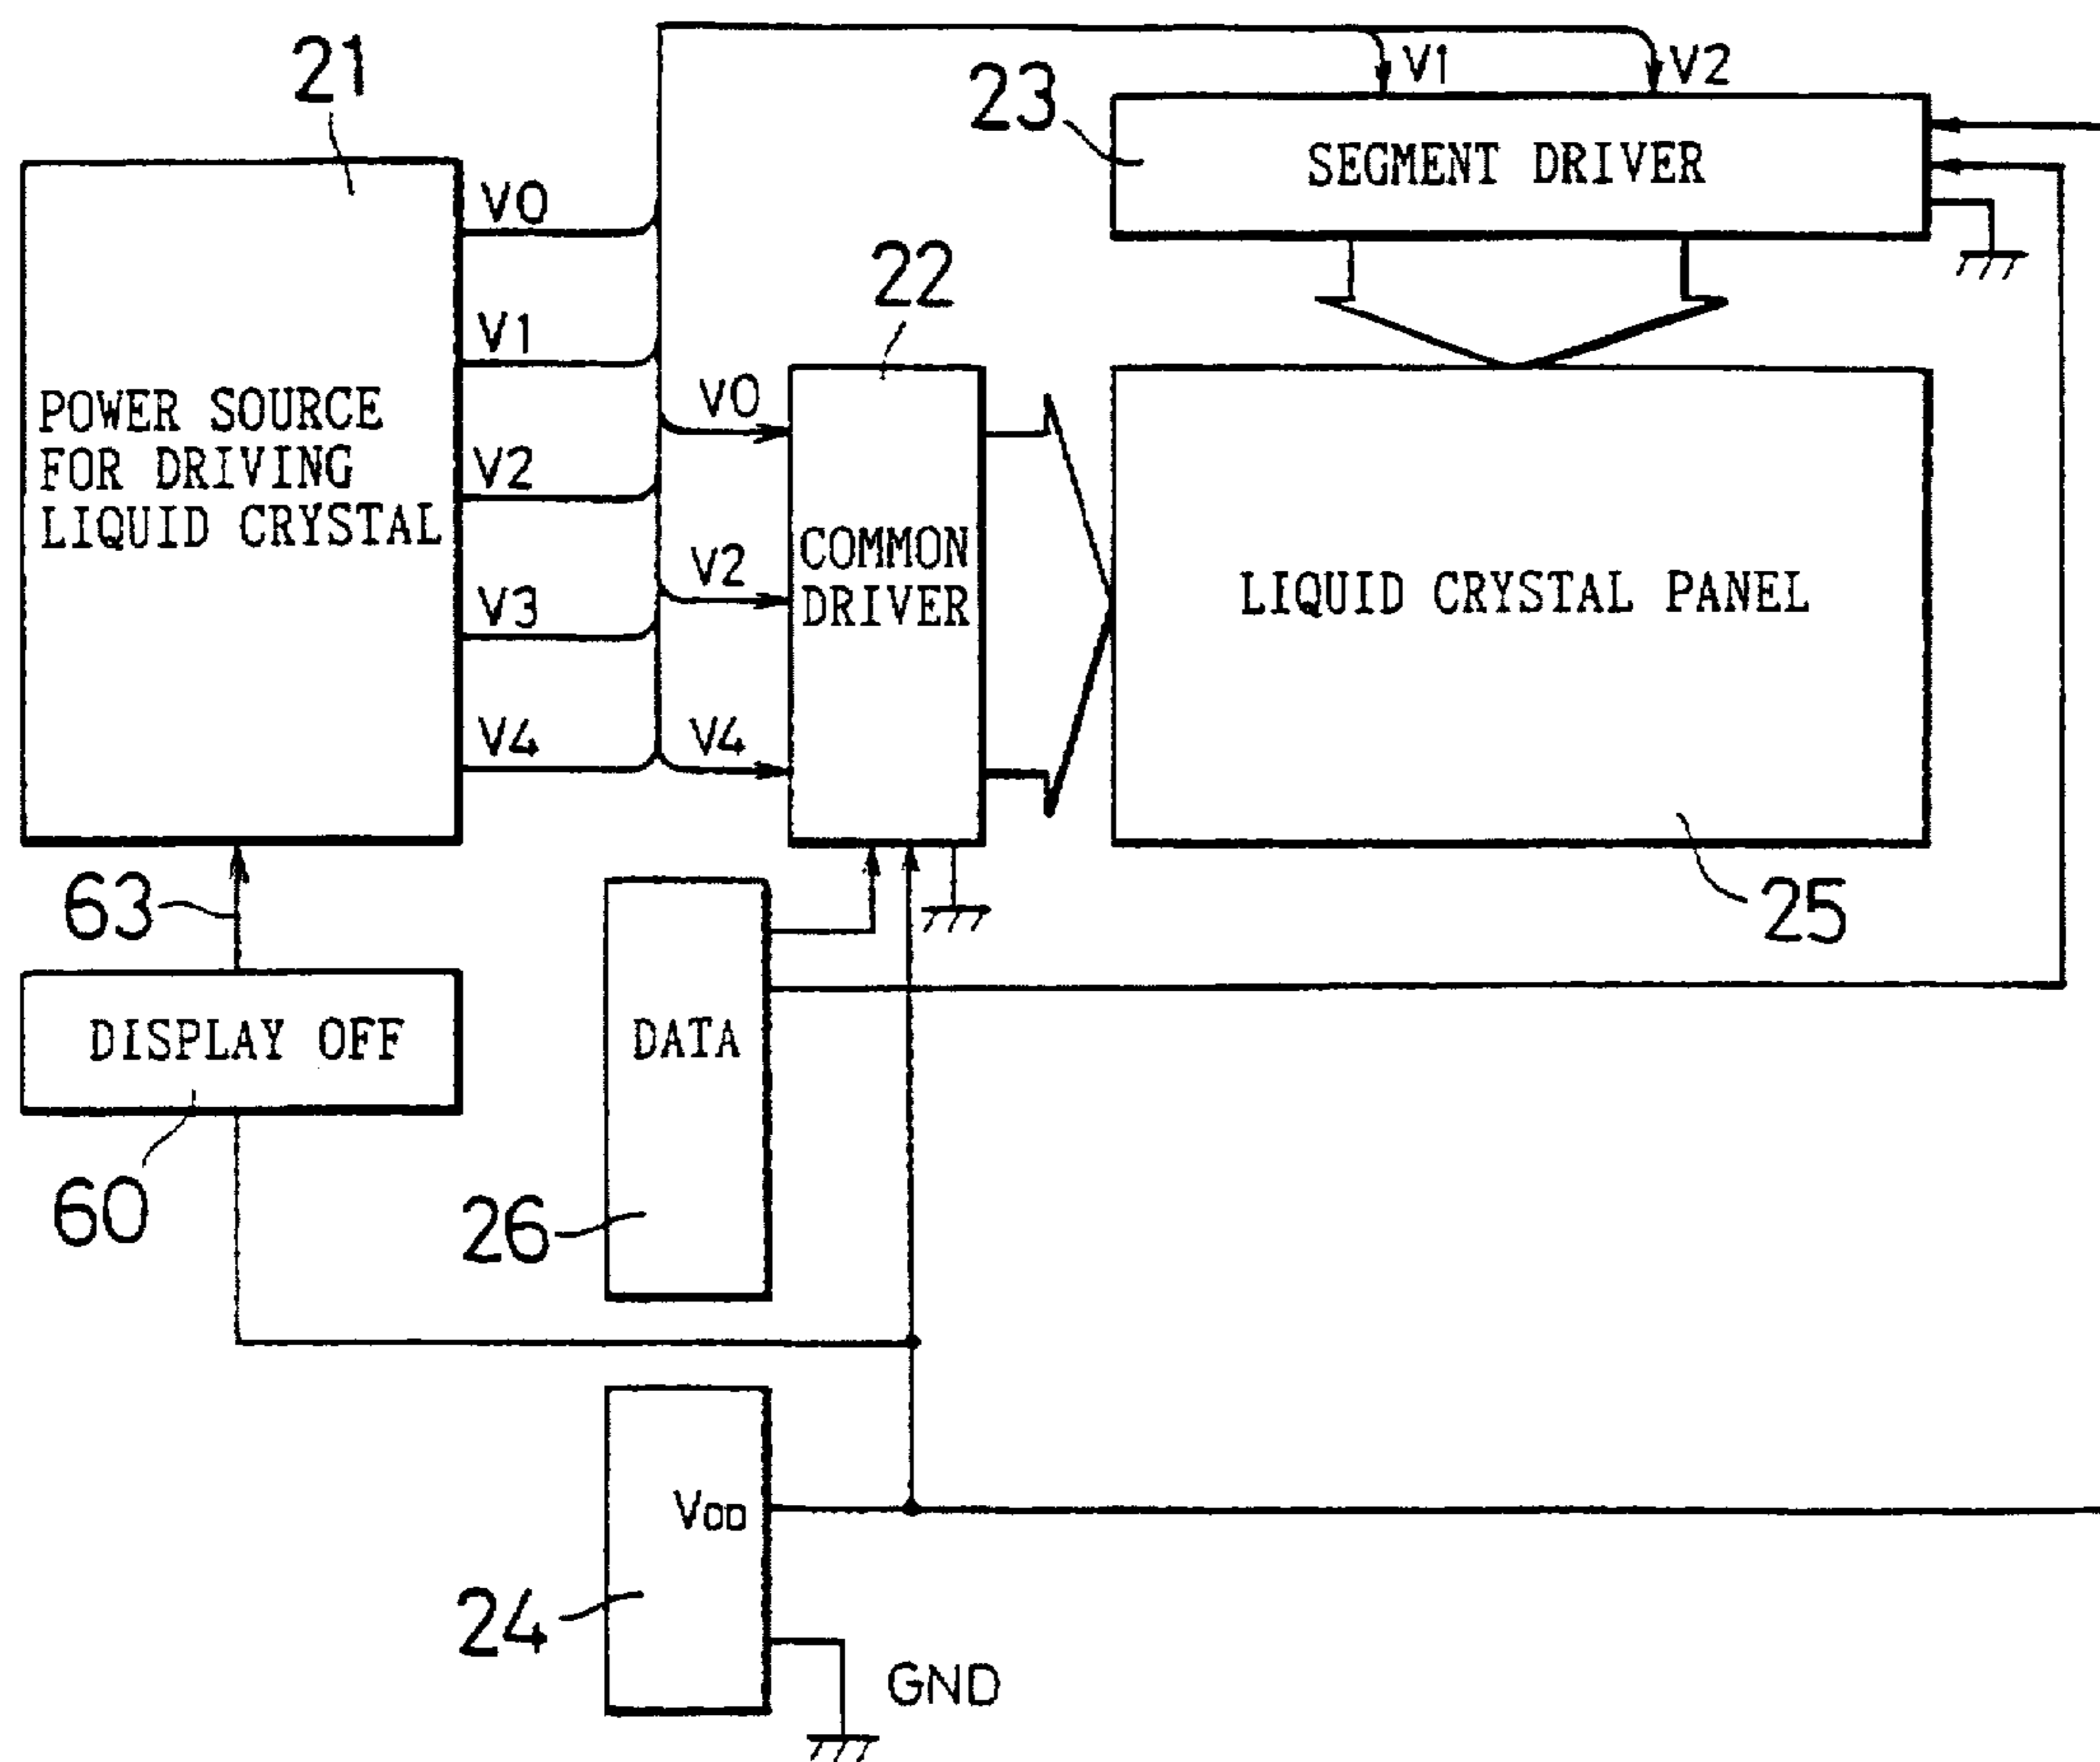 21
V1
V2
23
SEGMENT DRIVER
V0
22
V1
V0
POWER SOURCE
FOR DRIVING
LIQUID CRYSTAL
V2
COMMON
DRIVER
V2
LIQUID CRYSTAL PANEL
V3
V4
V4
63
25
DISPLAY OFF
DATA
60
26
VDD
24
GND